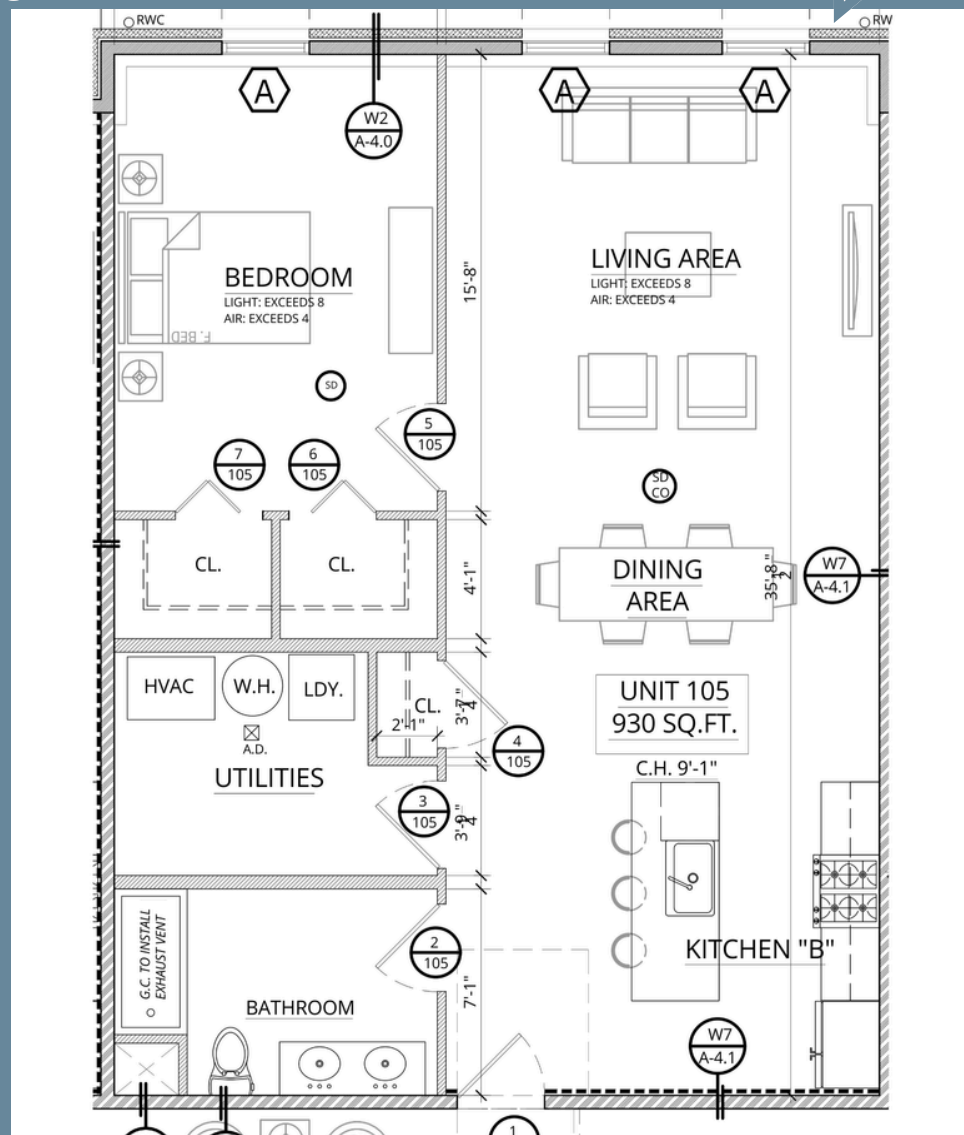 RWC
RW
A
A
A
W2
A-4.0
BEDROOM
LIGHT: EXCEEDS 8
AIR: EXCEEDS 4
F. BED
15'-8"
LIVING AREA
LIGHT: EXCEEDS 8
AIR: EXCEEDS 4
SD
5
105
7
105
6
105
SD
CO
CL.
CL.
4'-1"
DINING
AREA
W7
A-4.1
HVAC
W.H.
LDY.
CL.
2'-1"
A.D.
UTILITIES
UNIT 105
930 SQ.FT.
C.H. 9'-1"
4
105
3
105
G.C. TO INSTALL
EXHAUST VENT
2
105
7'-1"
KITCHEN "B"
BATHROOM
W7
A-4.1
1